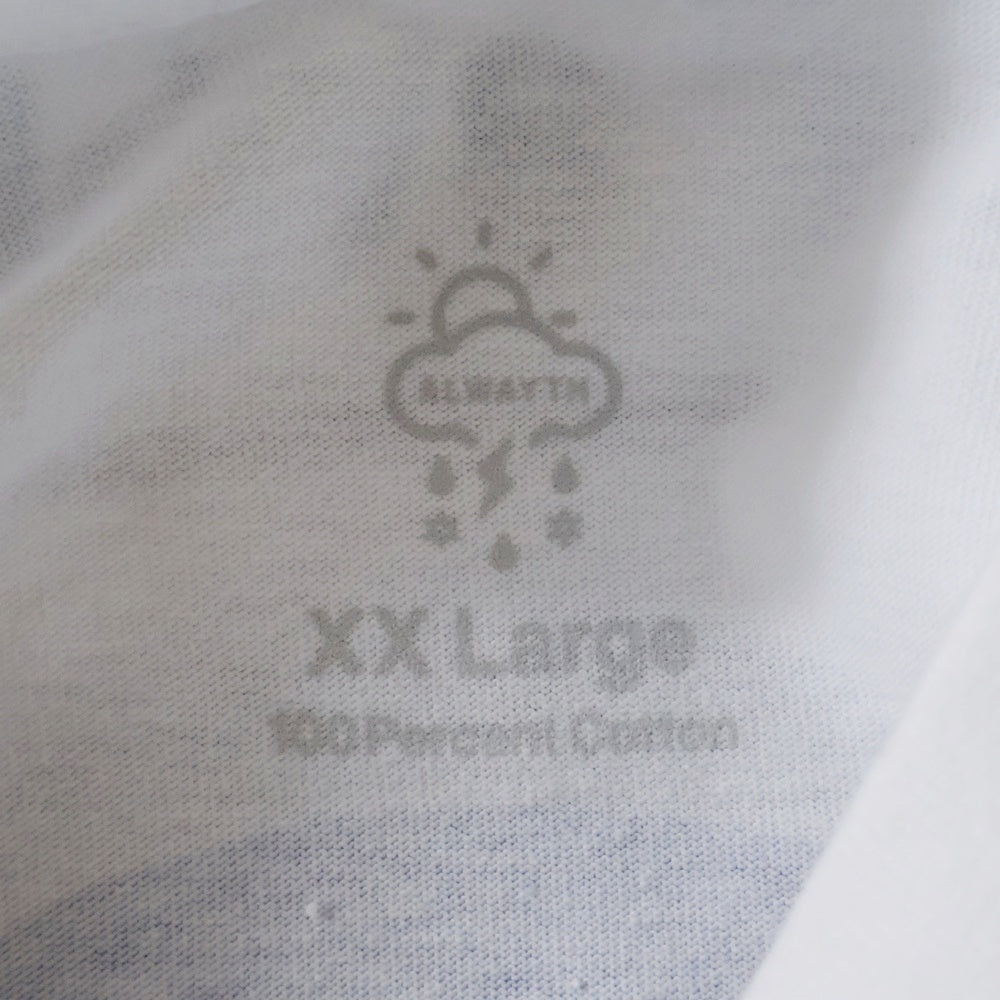 ALWAYTH
XX Large
100 Percent Cotton